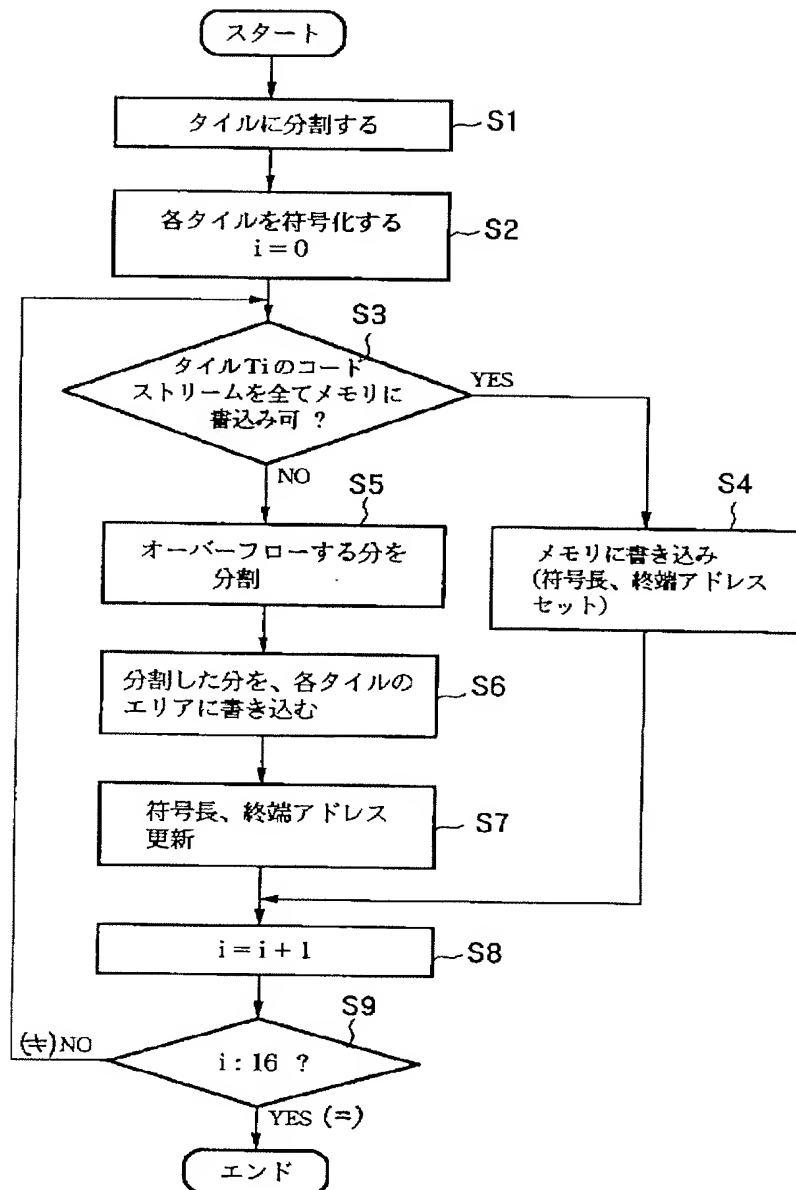 スタート
タイルに分割する
S1
各タイルを符号化する
i=0
S2
S3
タイルTiのコード
ストリームを全てメモリに
書込み可 ?
YES
NO
S5
オーバーフローする分を
分割
S4
メモリに書き込み
(符号長、終端アドレス
セット)
分割した分を、各タイルの
エリアに書き込む
S6
符号長、終端アドレス
更新
S7
i=i+1
S8
S9
(≠)NO
i:16 ?
YES (=)
エンド